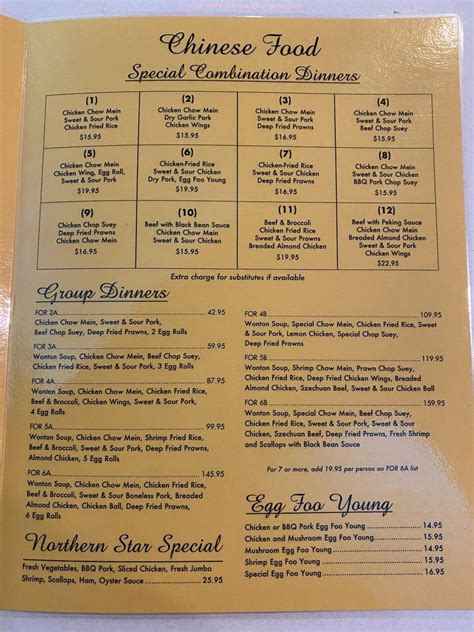 Chinese Food
Special Combination Dinners
(1)
Chicken Chow Mein
Sweet & Sour Pork
Chicken Fried Rice
$15.95
(2)
Chicken Chow Mein
Dry Garlic Pork
Chicken Wings
$15.95
(3)
Chicken Chow Mein
Sweet & Sour Pork
Deep Fried Prawns
$16.95
(4)
Chicken Chow Mein
Sweet & Sour Pork
Beef Chop Suey
$15.95
(5)
Chicken Chow Mein
Chicken Wing, Egg Roll,
Sweet & Sour Pork
$19.95
(6)
Chicken-Fried Rice
Sweet & Sour Chicken
Dry Pork, Egg Foo Young
$19.95
(7)
Chicken-Fried Rice
Sweet & Sour Chicken
Deep Fried Prawns
$16.95
(8)
Chicken Chow Mein
Sweet & Sour Chicken
BBQ Pork Chop Suey
$16.95
(9)
Chicken Chop Suey
Deep Fried Prawns
Chicken Chow Mein
$16.95
(10)
Beef with Black Bean Sauce
Chicken Chow Mein
Sweet & Sour Chicken
$15.95
(11)
Beef & Broccoli
Chicken Fried Rice
Breaded Almond Chicken
$19.95
(12)
Beef with Peking Sauce
Chicken Chow Mein
Breaded Almond Chicken
Sweet & Sour Pork
Chicken Wings
$22.95
Extra charge for substitutes if available
Group Dinners
FOR 2A 42.95
Chicken Chow Mein, Sweet & Sour Pork,
Beef Chop Suey, Deep Fried Prawns, 2 Egg Rolls
FOR 3A 59.95
Wonton Soup, Chicken Chow Mein, Beef Chop Suey,
Chicken Fried Rice, Sweet & Sour Pork, 3 Egg Rolls
FOR 4A 87.95
Wonton Soup, Chicken Chow Mein, Chicken Fried Rice,
Beef & Broccoli, Chicken Wings, Sweet & Sour Pork,
4 Egg Rolls
FOR 5A 99.95
Wonton Soup, Chicken Chow Mein, Shrimp Fried Rice,
Beef & Broccoli, Sweet & Sour Pork, Deep Fried Prawns,
Almond Chicken, 5 Egg Rolls
FOR 6A 145.95
Wonton Soup, Chicken Chow Mein, Chicken Fried Rice,
Beef & Broccoli, Sweet & Sour Boneless Pork, Breaded
Almond Chicken, Chicken Ball, Deep Fried Prawns,
6 Egg Rolls
Northern Star Special
Fresh Vegetables, BBQ Pork, Sliced Chicken, Fresh Jumbo
Shrimp, Scallops, Ham, Oyster Sauce 25.95
FOR 4B 109.95
Wonton Soup, Special Chow Mein, Chicken Fried Rice, Sweet
& Sour Pork, Lemon Chicken, Special Chop Suey,
Deep Fried Prawns
FOR 5B 119.95
Wonton Soup, Shrimp Chow Mein, Prawn Chop Suey,
Chicken Fried Rice, Deep Fried Chicken Wings, Breaded
Almond Chicken, Szechuan Beef, Sweet & Sour Chicken Ball
FOR 6B 159.95
Wonton Soup, Special Chow Mein, Beef Chop Suey,
Chicken Fried Rice, Chicken Wings, Sweet & Sour
Chicken, Szechuan Beef, Deep Fried Prawns, Fresh Shrimp
and Scallops with Black Bean Sauce
For 7 or more, add 19.95 per person on FOR 6A list
Egg Foo Young
Chicken or BBQ Pork Egg Foo Young 14.95
Chicken and Mushroom Egg Foo Young 15.95
Mushroom Egg Foo Young 14.95
Shrimp Egg Foo Young 15.95
Special Egg Foo Young 16.95